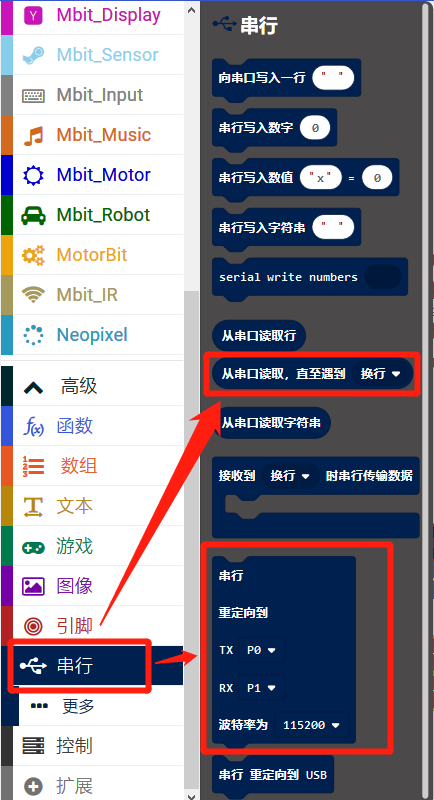 Mbit_Display
Mbit_Sensor
Mbit_Input
Mbit_Music
Mbit_Motor
Mbit_Robot
MotorBit
Mbit_IR
Neopixel
高级
f(x) 函数
1 2 3 数组
T 文本
游戏
图像
引脚
串行
更多
控制
扩展
串行
向串口写入一行 " "
串行写入数字 0
串行写入数值 "x" = 0
串行写入字符串 " "
serial write numbers
从串口读取行
从串口读取，直至遇到 换行
从串口读取字符串
接收到 换行 时串行传输数据
串行
重定向到
TX P0
RX P1
波特率为 115200
串行 重定向到 USB